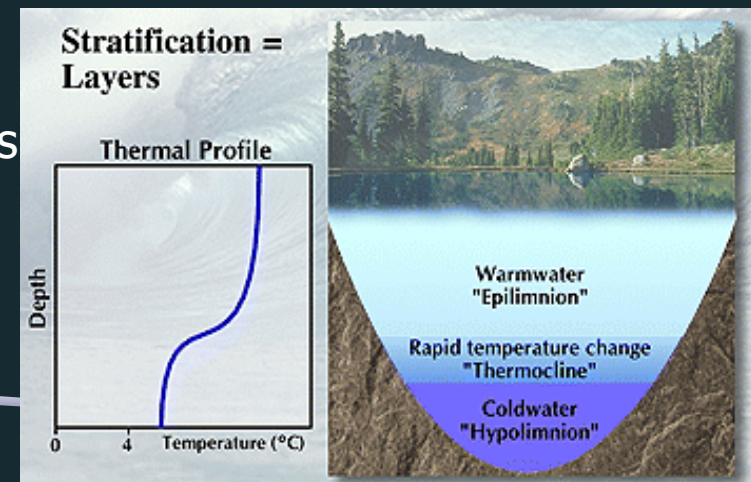 Stratification =
Layers
s
Thermal Profile
Depth
0 4 Temperature (°C)
Warmwater
"Epilimnion"
Rapid temperature change
"Thermocline"
Coldwater
"Hypolimnion"